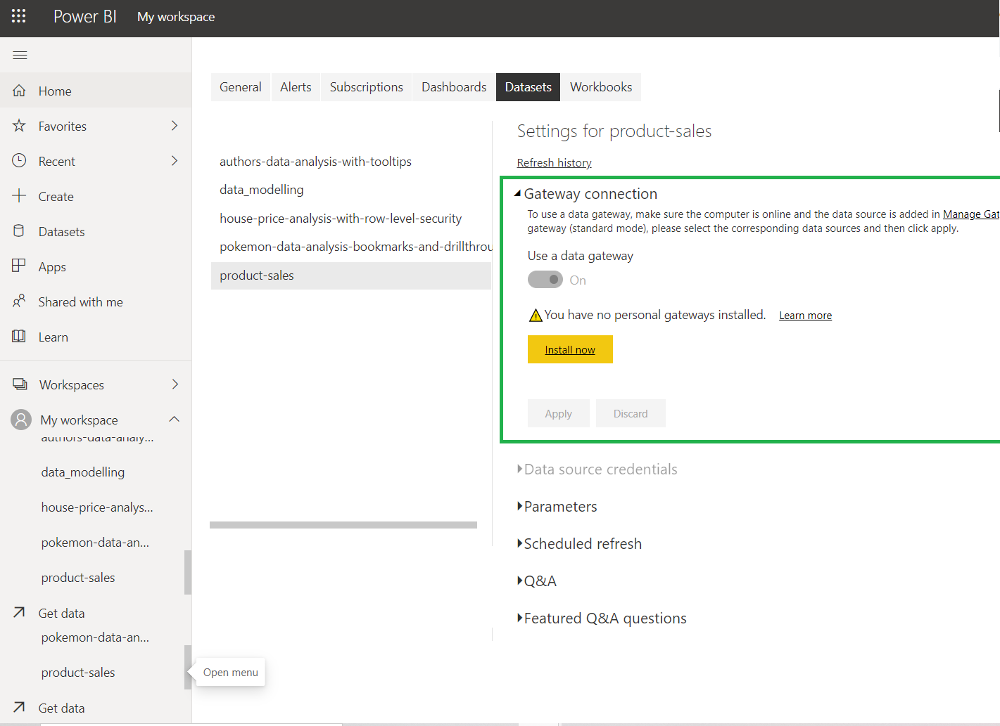 Power BI
My workspace
Home
Favorites
Recent
Create
Datasets
Apps
Shared with me
Learn
Workspaces
My workspace
authors-data-analy...
data_modelling
house-price-analys...
pokemon-data-an...
product-sales
Get data
pokemon-data-an...
product-sales
Get data
Open menu
General
Alerts
Subscriptions
Dashboards
Datasets
Workbooks
authors-data-analysis-with-tooltips
data_modelling
house-price-analysis-with-row-level-security
pokemon-data-analysis-bookmarks-and-drillthrou
product-sales
Settings for product-sales
Refresh history
Gateway connection
To use a data gateway, make sure the computer is online and the data source is added in Manage Gat
gateway (standard mode), please select the corresponding data sources and then click apply.
Use a data gateway
On
You have no personal gateways installed. Learn more
Install now
Apply
Discard
Data source credentials
Parameters
Scheduled refresh
Q&A
Featured Q&A questions